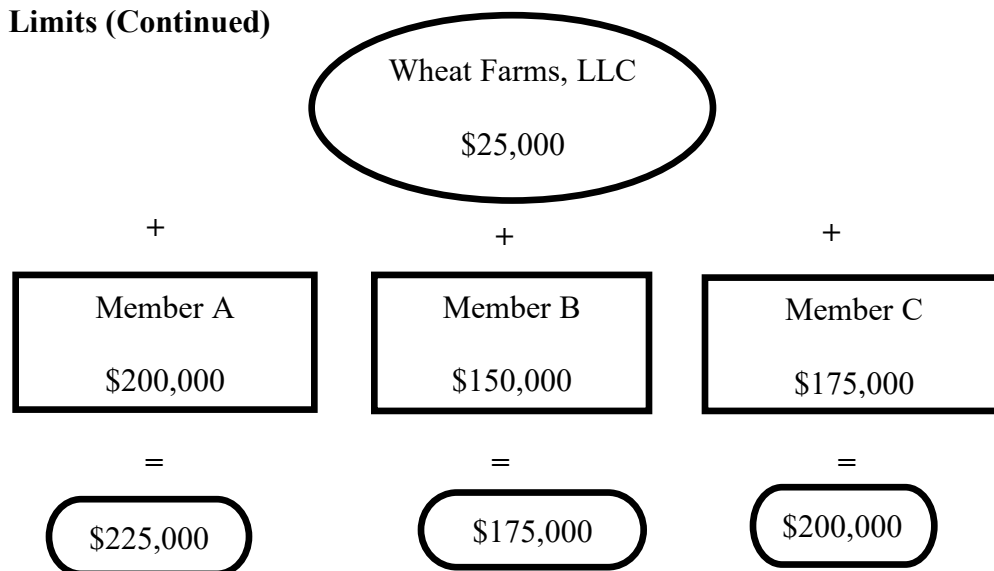 Limits (Continued)
Wheat Farms, LLC
$25,000
+ + +
Member A Member B Member C
$200,000 $150,000 $175,000
= = =
$225,000 $175,000 $200,000